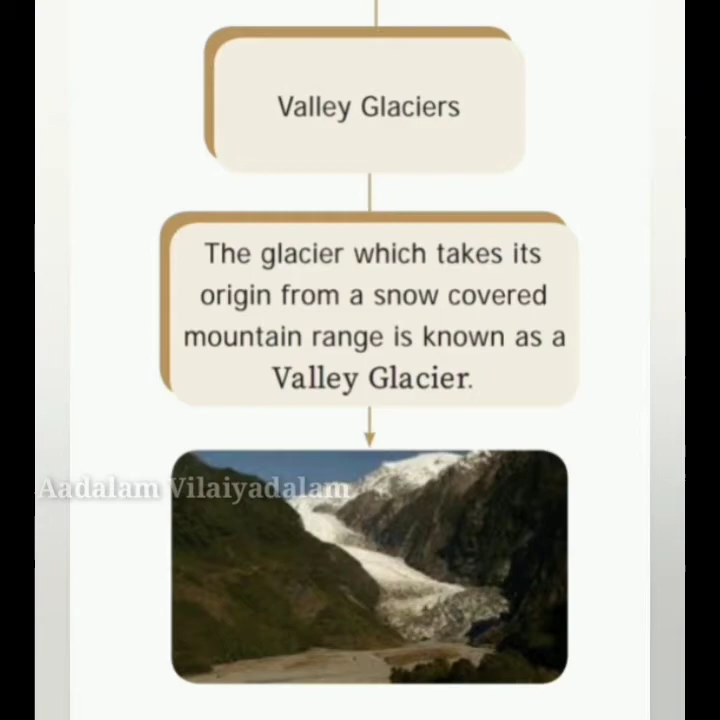 Valley Glaciers
The glacier which takes its
origin from a snow covered
mountain range is known as a
Valley Glacier.
Aadalam Vilaiyadalam